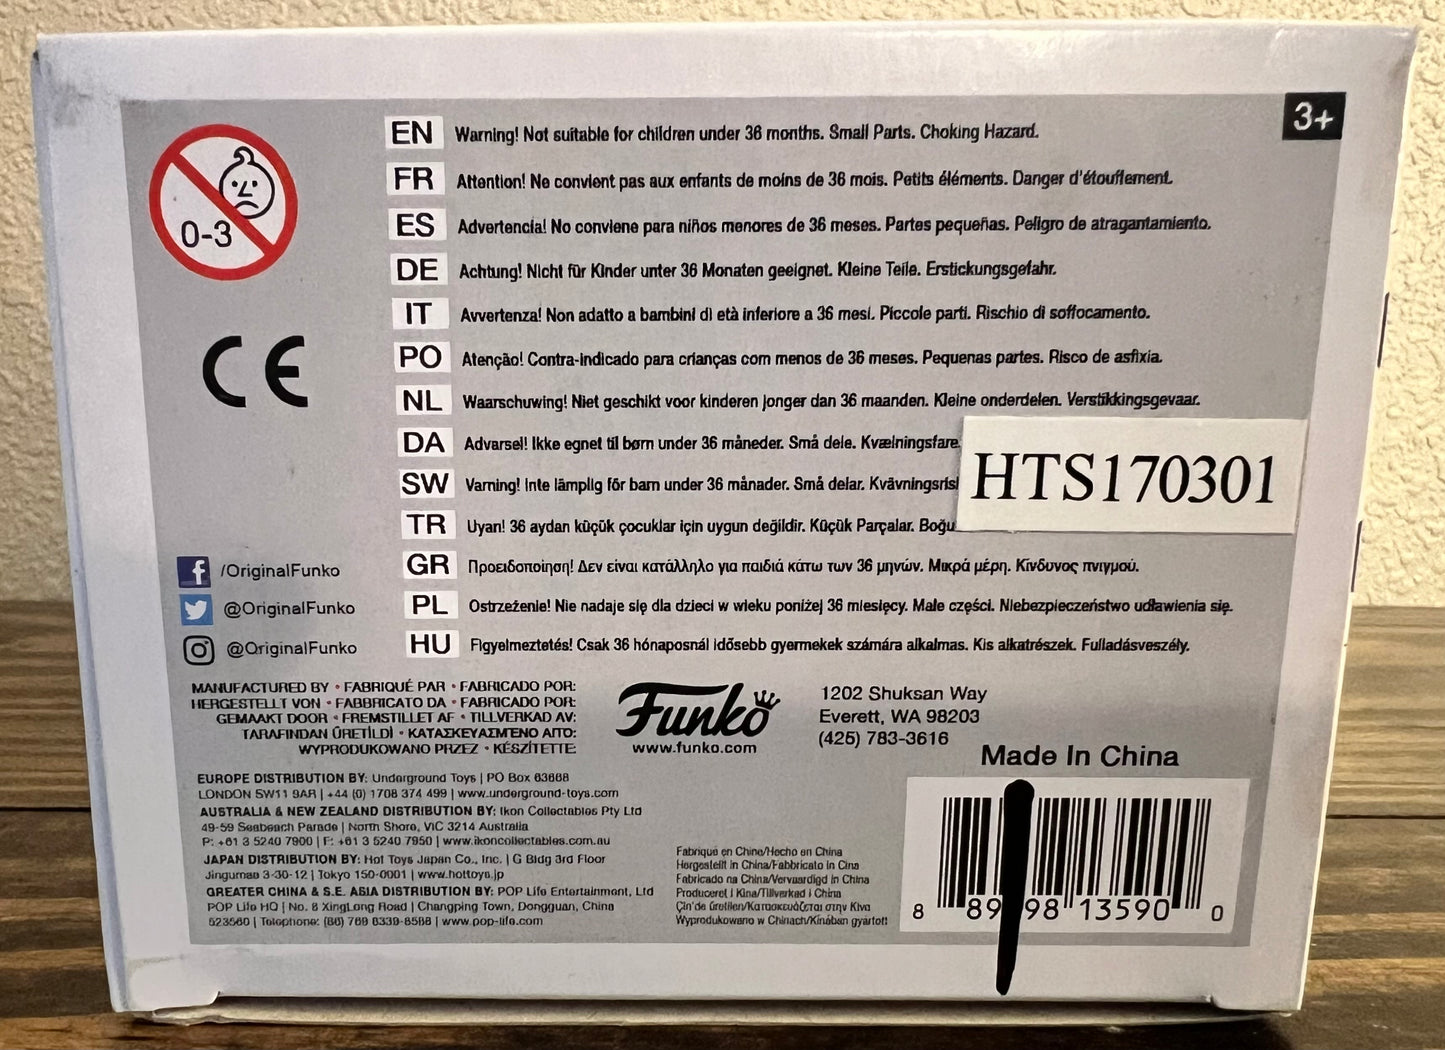 3+
0-3
EN Warning! Not suitable for children under 36 months. Small Parts. Choking Hazard.
FR Attention! Ne convient pas aux enfants de moins de 36 mois. Petits éléments. Danger d'étouffement.
ES Advertencia! No conviene para niños menores de 36 meses. Partes pequeñas. Peligro de atragantamiento.
DE Achtung! Nicht für Kinder unter 36 Monaten geeignet. Kleine Teile. Erstickungsgefahr.
IT Avvertenza! Non adatto a bambini di età inferiore a 36 mesi. Piccole parti. Rischio di soffocamento.
PO Atenção! Contra-indicado para crianças com menos de 36 meses. Pequenas partes. Risco de asfixia.
NL Waarschuwing! Niet geschikt voor kinderen jonger dan 36 maanden. Kleine onderdelen. Verstikkingsgevaar.
DA Advarsel! Ikke egnet til børn under 36 måneder. Små dele. Kvælningsfare.
SW Varning! Inte lämplig för barn under 36 månader. Små delar. Kvävningsris
TR Uyan! 36 aydan küçük çocuklar için uygun değildir. Küçük Parçalar. Boğu
GR Προειδοποίηση! Δεν είναι κατάλληλο για παιδιά κάτω των 36 μηνών. Μικρά μέρη. Κίνδυνος πνιγμού.
PL Ostrzeżenie! Nie nadaje się dla dzieci w wieku poniżej 36 miesięcy. Małe części. Niebezpieczeństwo udławienia się.
HU Figyelmeztetés! Csak 36 hónaposnál idősebb gyermekek számára alkalmas. Kis alkatrészek. Fulladásveszély.
HTS170301
CE
f /OriginalFunko
@OriginalFunko
@OriginalFunko
MANUFACTURED BY • FABRIQUÉ PAR • FABRICADO POR:
HERGESTELLT VON • FABBRICATO DA • FABRICADO POR:
GEMAAKT DOOR • FREMSTILLET AF • TILLVERKAD AV:
TARAFINDAN ÜRETİLDİ • ΚΑΤΑΣΚΕΥΑΣΜΈΝΟ ΑΠΌ:
WYPRODUKOWANO PRZEZ • KÉSZÍTETTE:
Funko
www.funko.com
1202 Shuksan Way
Everett, WA 98203
(425) 783-3616
Made In China
EUROPE DISTRIBUTION BY: Underground Toys | PO Box 63668
LONDON SW11 9AR | +44 (0) 1708 374 499 | www.underground-toys.com
AUSTRALIA & NEW ZEALAND DISTRIBUTION BY: Ikon Collectables Pty Ltd
49-59 Seabeach Parade | North Shore, VIC 3214 Australia
P: +61 3 5240 7900 | F: +61 3 5240 7950 | www.ikoncollectables.com.au
JAPAN DISTRIBUTION BY: Hot Toys Japan Co., Inc. | G Bldg 3rd Floor
Jingumae 3-30-12 | Tokyo 150-0001 | www.hottoys.jp
GREATER CHINA & S.E. ASIA DISTRIBUTION BY: POP Life Entertainment, Ltd
POP Life HQ | No. 8 XingLong Road | Changping Town, Dongguan, China
523560 | Telephone: (86) 769 8339-8588 | www.pop-life.com
Fabriqué en Chine/Hecho en China
Hergestellt in China/Fabbricato in Cina
Fabricado na China/Vervaardigd in China
Produceret i Kina/Tillverkad i China
Çin'de üretilen/Κατασκευάζεται στην Κίνα
Wyprodukowano w Chinach/Kínában gyártott
8 89 98 13590 0